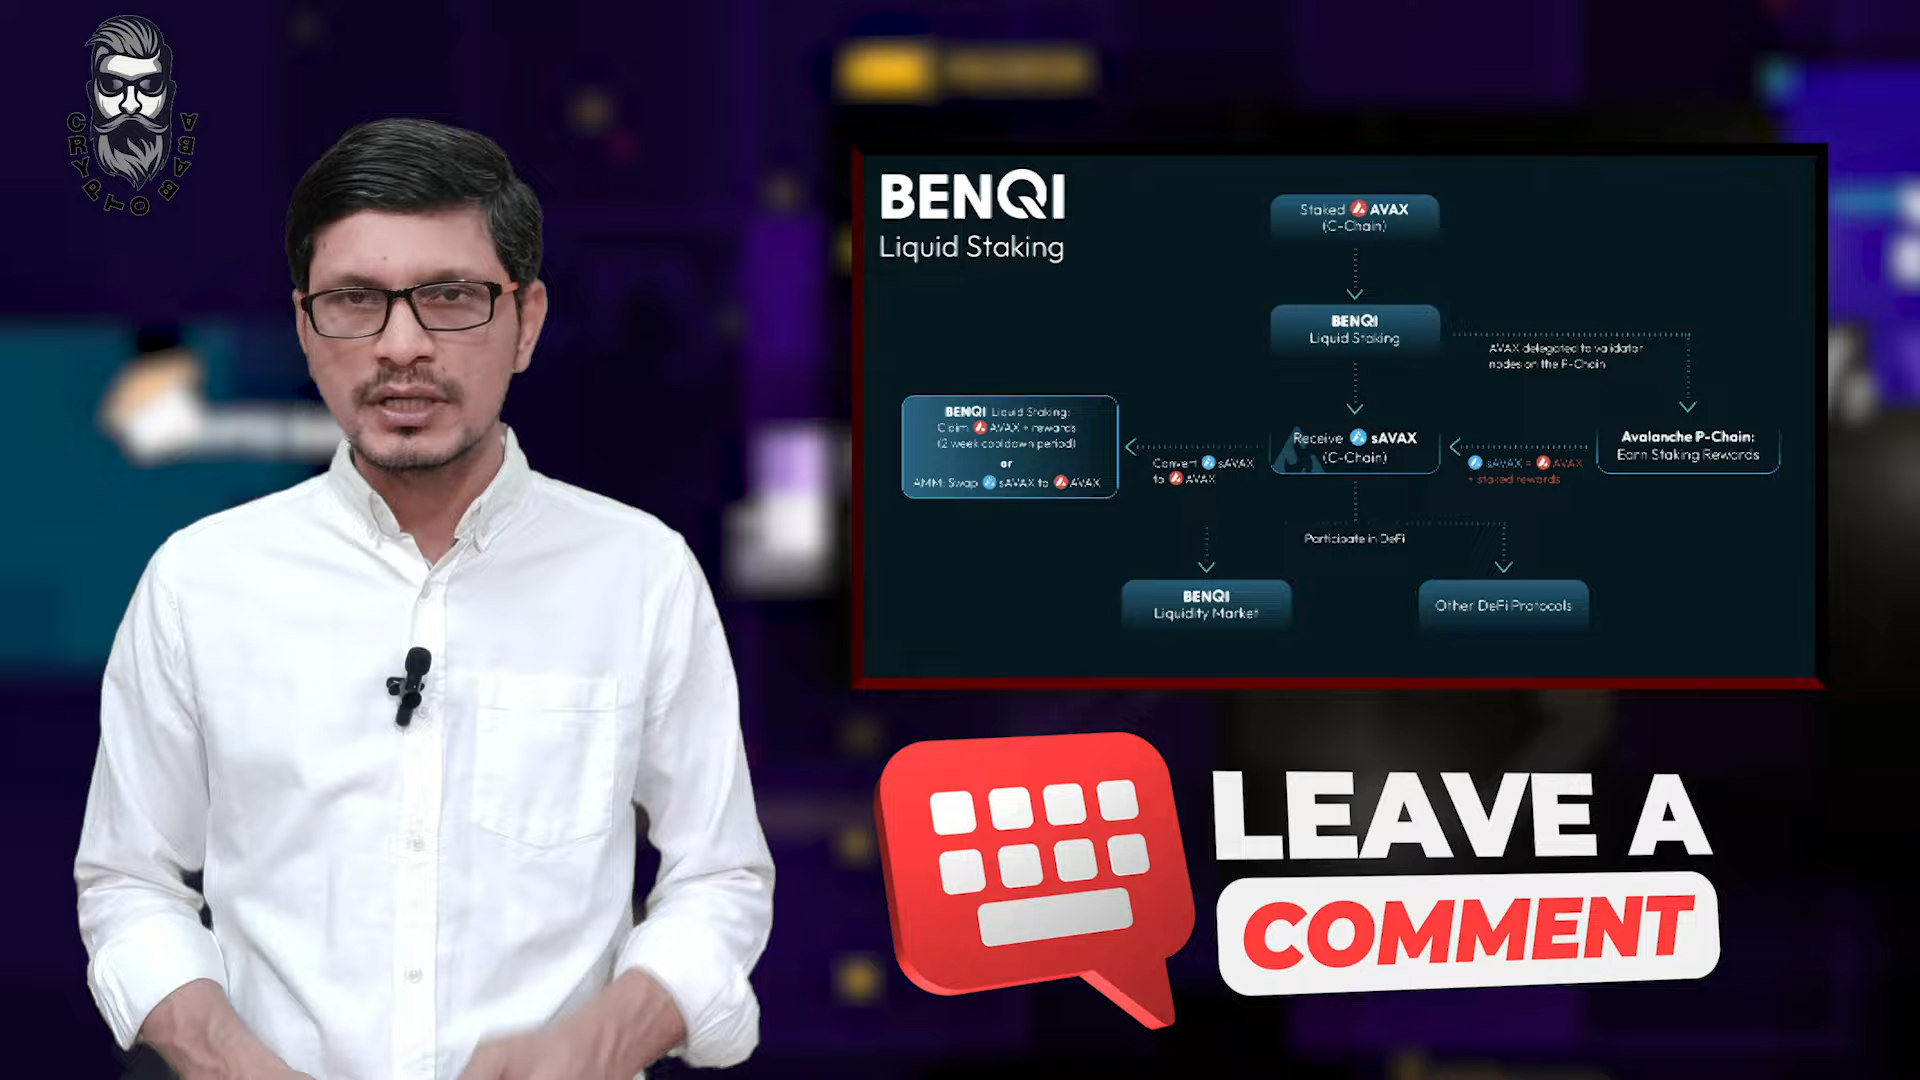 CRYPTO BABA
BENQI
Liquid Staking
Staked AVAX
(C-Chain)
BENQI
Liquid Staking
AVAX delegated to validator
nodes on the P-Chain
BENQI Liquid Staking:
Claim AVAX + rewards
(2 week cooldown period)
or
AMM: Swap sAVAX to AVAX
Convert sAVAX
to AVAX
Receive sAVAX
(C-Chain)
sAVAX = AVAX
+ staked rewards
Avalanche P-Chain:
Earn Staking Rewards
Participate in DeFi
BENQI
Liquidity Market
Other DeFi Protocols
LEAVE A
COMMENT